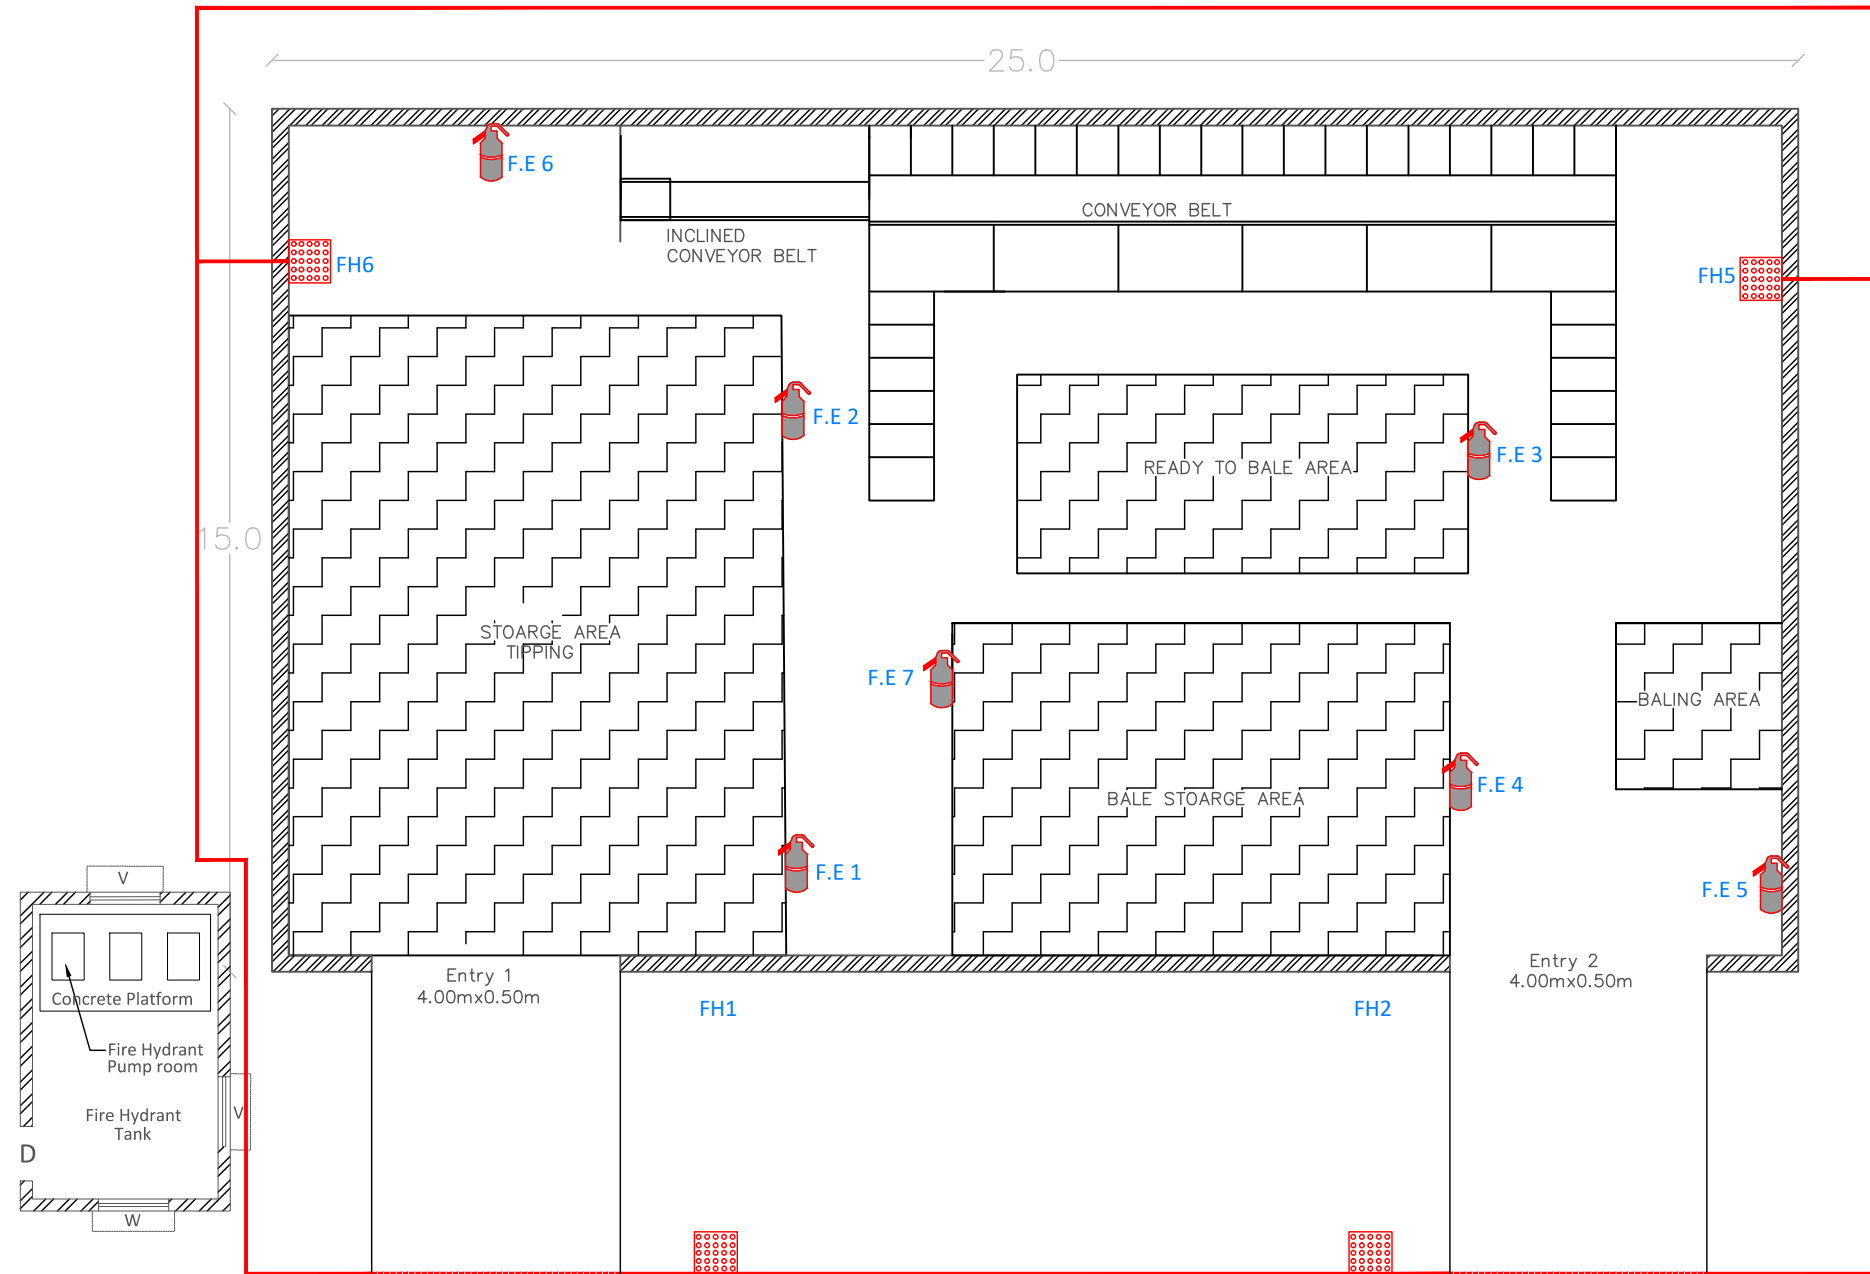 25.0
F.E 6
CONVEYOR BELT
INCLINED
CONVEYOR BELT
FH6
FH5
F.E 2
F.E 3
READY TO BALE AREA
15.0
STOARGE AREA
TIPPING
F.E 7
BALING AREA
F.E 4
BALE STOARGE AREA
F.E 1
F.E 5
V
Entry 1
4.00mx0.50m
Entry 2
4.00mx0.50m
Concrete Platform
FH1
FH2
Fire Hydrant
Pump room
V
Fire Hydrant
Tank
D
W